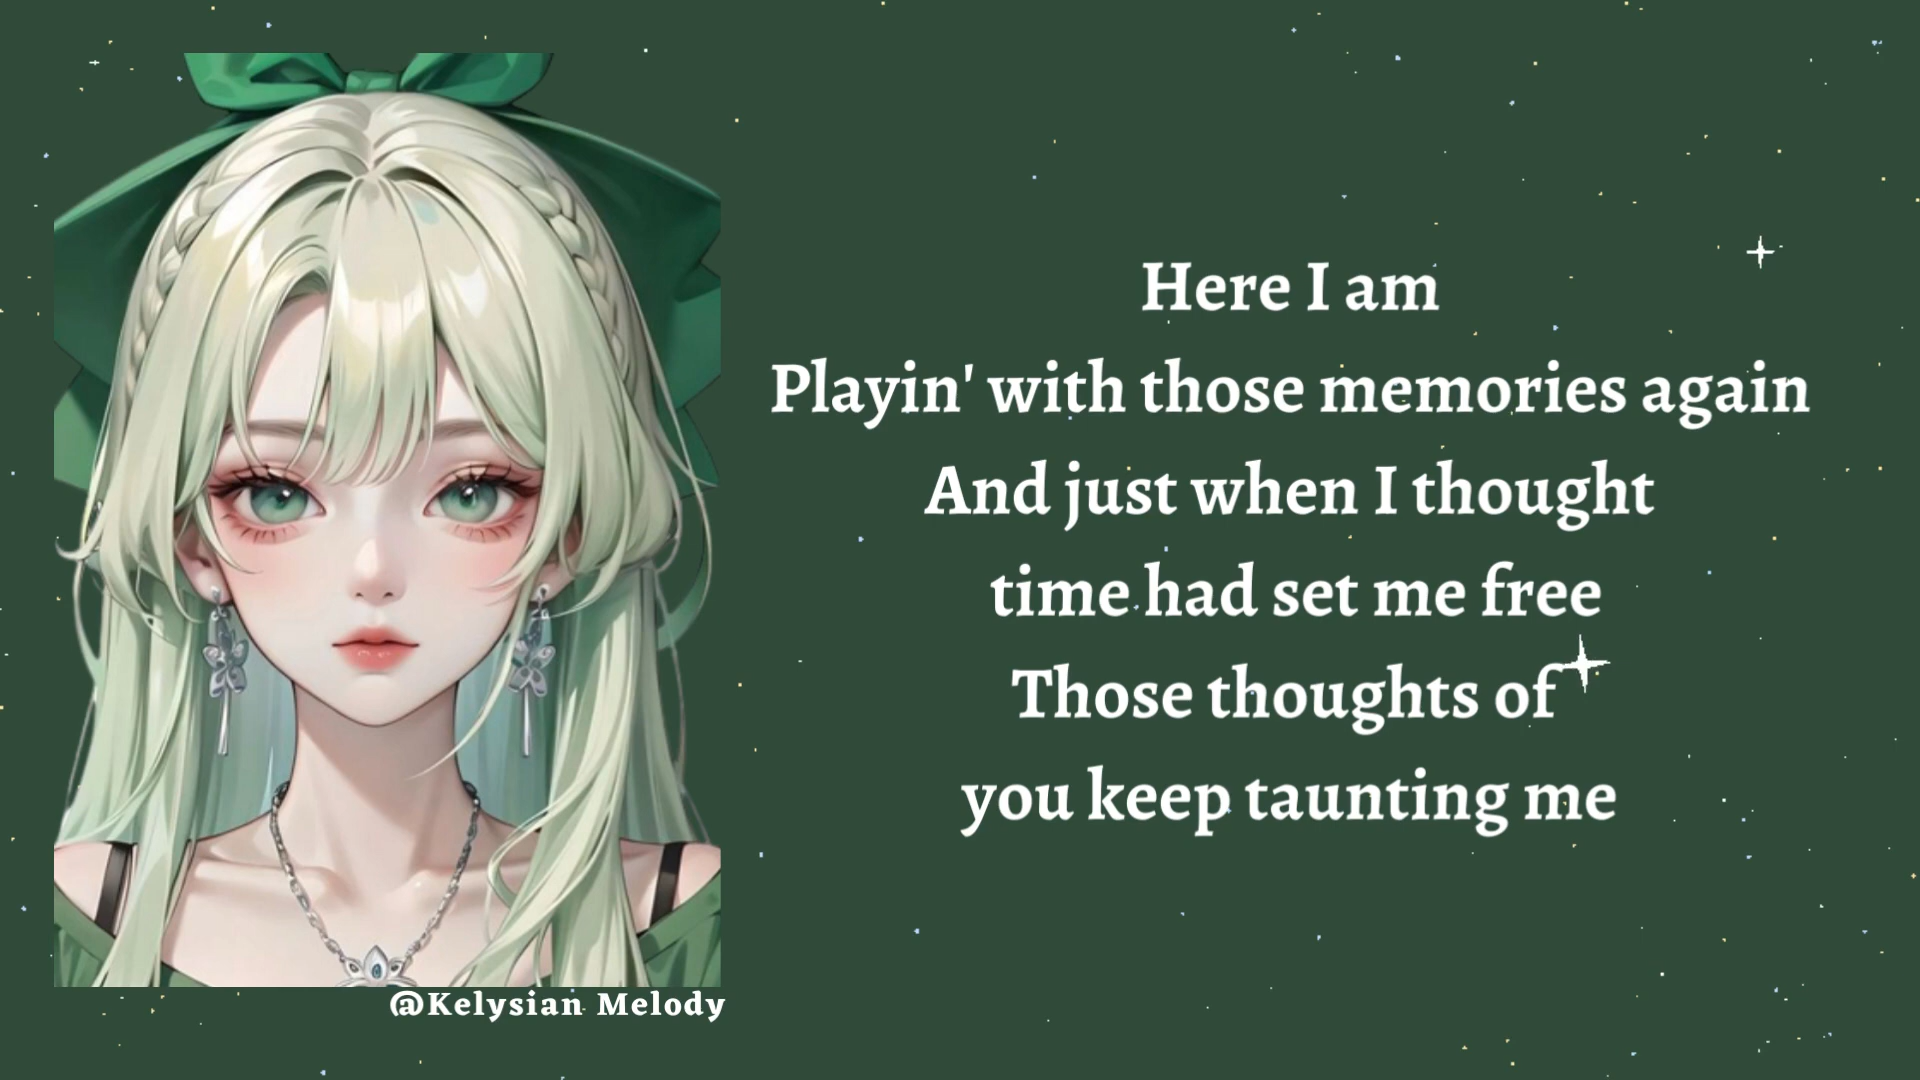 Here I am
Playin' with those memories again
And just when I thought
time had set me free
Those thoughts of
you keep taunting me
@Kelysian Melody